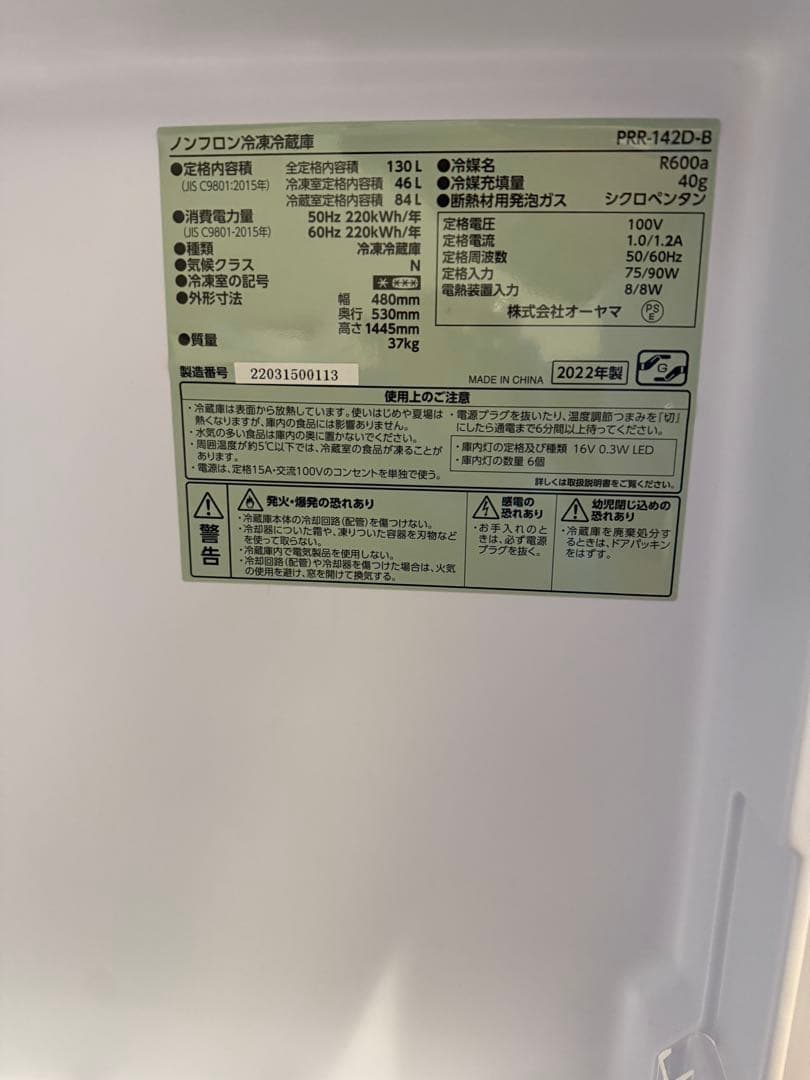 ノンフロン冷凍冷蔵庫 PRR-142D-B
●定格内容積 全定格内容積 130L
(JIS C9801:2015年) 冷凍室定格内容積 46L
冷蔵室定格内容積 84L
●消費電力量 50Hz 220kWh/年
(JIS C9801-2015年) 60Hz 220kWh/年
●種類 冷凍冷蔵庫
●気候クラス N
●冷凍室の記号
●外形寸法 幅 480mm
奥行 530mm
高さ 1445mm
●質量 37kg
●冷媒名 R600a
●冷媒充填量 40g
●断熱材用発泡ガス シクロペンタン
定格電圧 100V
定格電流 1.0/1.2A
定格周波数 50/60Hz
定格入力 75/90W
電熱装置入力 8/8W
株式会社オーヤマ PSE
製造番号 22031500113
MADE IN CHINA 2022年製 G
使用上のご注意
・冷蔵庫は表面から放熱しています。使いはじめや夏場は
熱くなりますが、庫内の食品には影響ありません。
・水気の多い食品は庫内の奥に置かないでください。
・周囲温度が約5℃以下では、冷蔵室の食品が凍ることが
あります。
・電源は、定格15A・交流100Vのコンセントを単独で使う。
・電源プラグを抜いたり、温度調節つまみを「切」
にしたら通電まで6分間以上待ってください。
・庫内灯の定格及び種類 16V 0.3W LED
・庫内灯の数量 6個
詳しくは取扱説明書をご覧ください。
警告
発火・爆発の恐れあり
・冷蔵庫本体の冷却回路(配管)を傷つけない。
・冷却器についた霜や、凍りついた容器を刃物など
を使って取らない。
・冷蔵庫内で電気製品を使用しない。
・冷却回路(配管)や冷却器を傷つけた場合は、火気
の使用を避け、窓を開けて換気する。
感電の
恐れあり
・お手入れのと
きは、必ず電源
プラグを抜く。
幼児閉じ込めの
恐れあり
・冷蔵庫を廃棄処分す
るときは、ドアパッキン
をはずす。